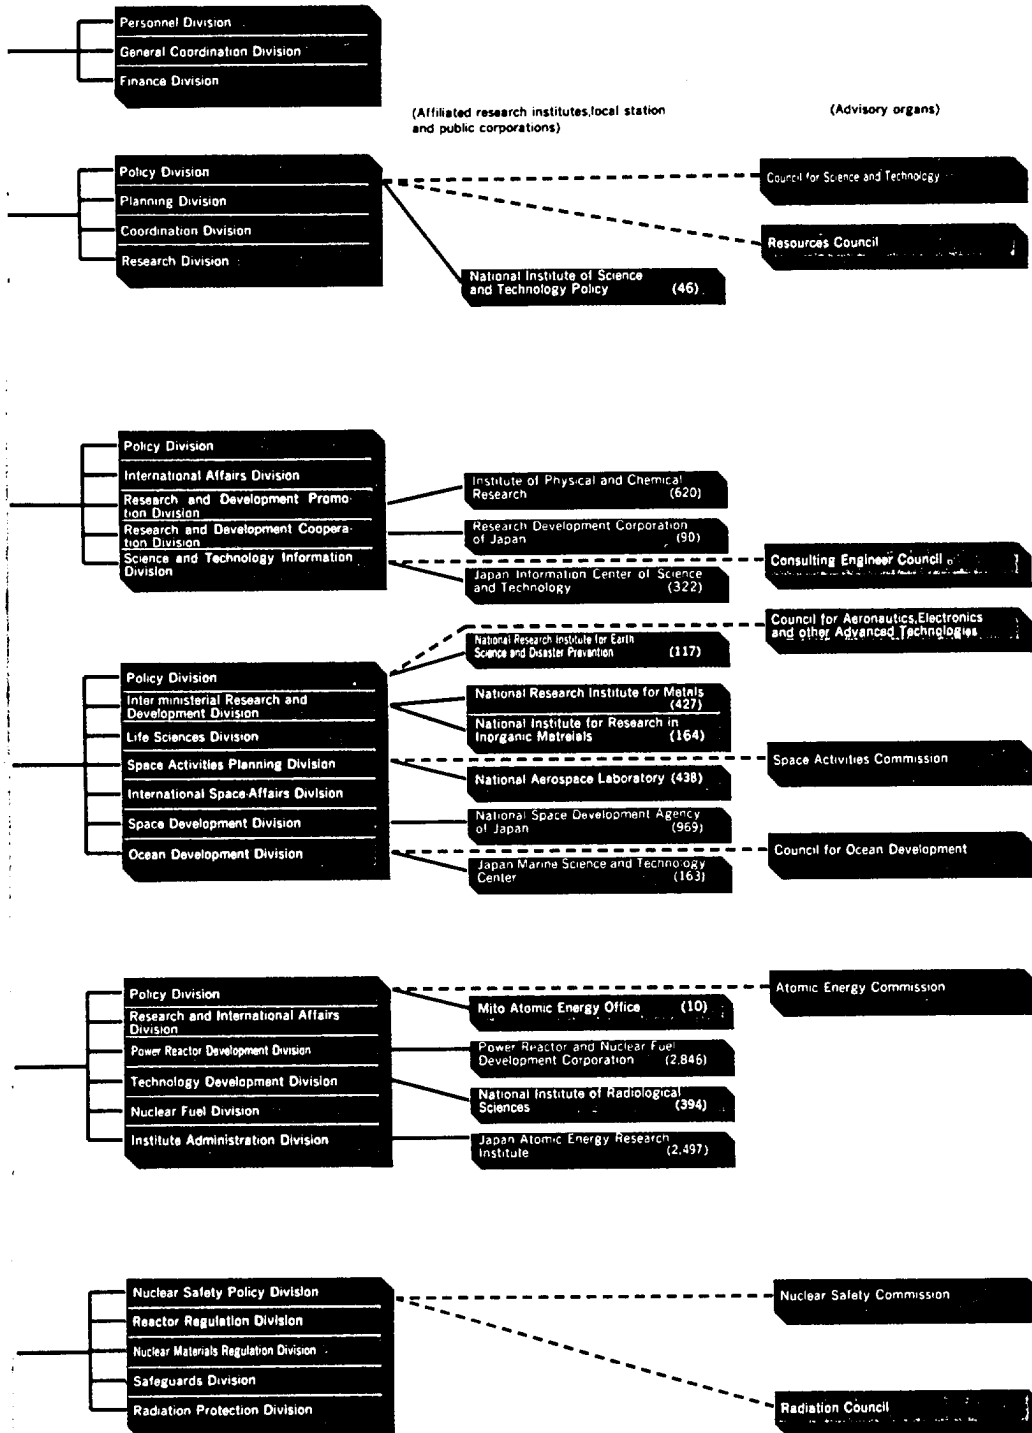 Personnel Division
General Coordination Division
Finance Division
(Affiliated research institutes,local station
and public corporations)
(Advisory organs)
Policy Division
Planning Division
Coordination Division
Research Division
Council for Science and Technology
Resources Council
National Institute of Science
and Technology Policy (46)
Policy Division
International Affairs Division
Research and Development Promo-
tion Division
Research and Development Coopera-
tion Division
Science and Technology Information
Division
Institute of Physical and Chemical
Research (620)
Research Development Corporation
of Japan (90)
Japan Information Center of Science
and Technology (322)
Consulting Engineer Council
Council for Aeronautics,Electronics
and other Advanced Technologies
National Research Institute for Earth
Science and Disaster Prevention (117)
Policy Division
Inter ministerial Research and
Development Division
Life Sciences Division
Space Activities Planning Division
International Space Affairs Division
Space Development Division
Ocean Development Division
National Research Institute for Metals
(427)
National Institute for Research in
Inorganic Matreials (164)
National Aerospace Laboratory (438)
National Space Development Agency
of Japan (969)
Japan Marine Science and Technology
Center (163)
Space Activities Commission
Council for Ocean Development
Policy Division
Research and International Affairs
Division
Power Reactor Development Division
Technology Development Division
Nuclear Fuel Division
Institute Administration Division
Mito Atomic Energy Office (10)
Power Reactor and Nuclear Fuel
Development Corporation (2,846)
National Institute of Radiological
Sciences (394)
Japan Atomic Energy Research
Institute (2,497)
Atomic Energy Commission
Nuclear Safety Policy Division
Reactor Regulation Division
Nuclear Materials Regulation Division
Safeguards Division
Radiation Protection Division
Nuclear Safety Commission
Radiation Council